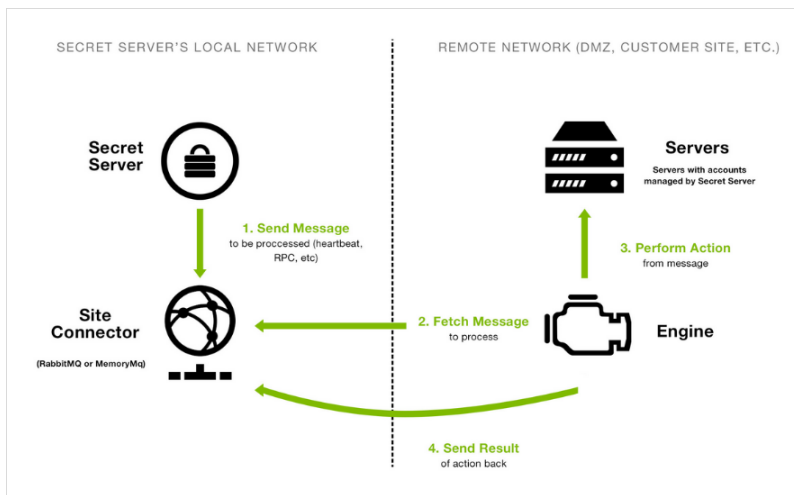 SECRET SERVER'S LOCAL NETWORK
REMOTE NETWORK (DMZ, CUSTOMER SITE, ETC.)
Secret
Server
Servers
Servers with accounts
managed by Secret Server
1. Send Message
to be proccessed (heartbeat,
RPC, etc)
3. Perform Action
from message
Site
Connector
(RabbitMQ or MemoryMq)
2. Fetch Message
to process
Engine
4. Send Result
of action back